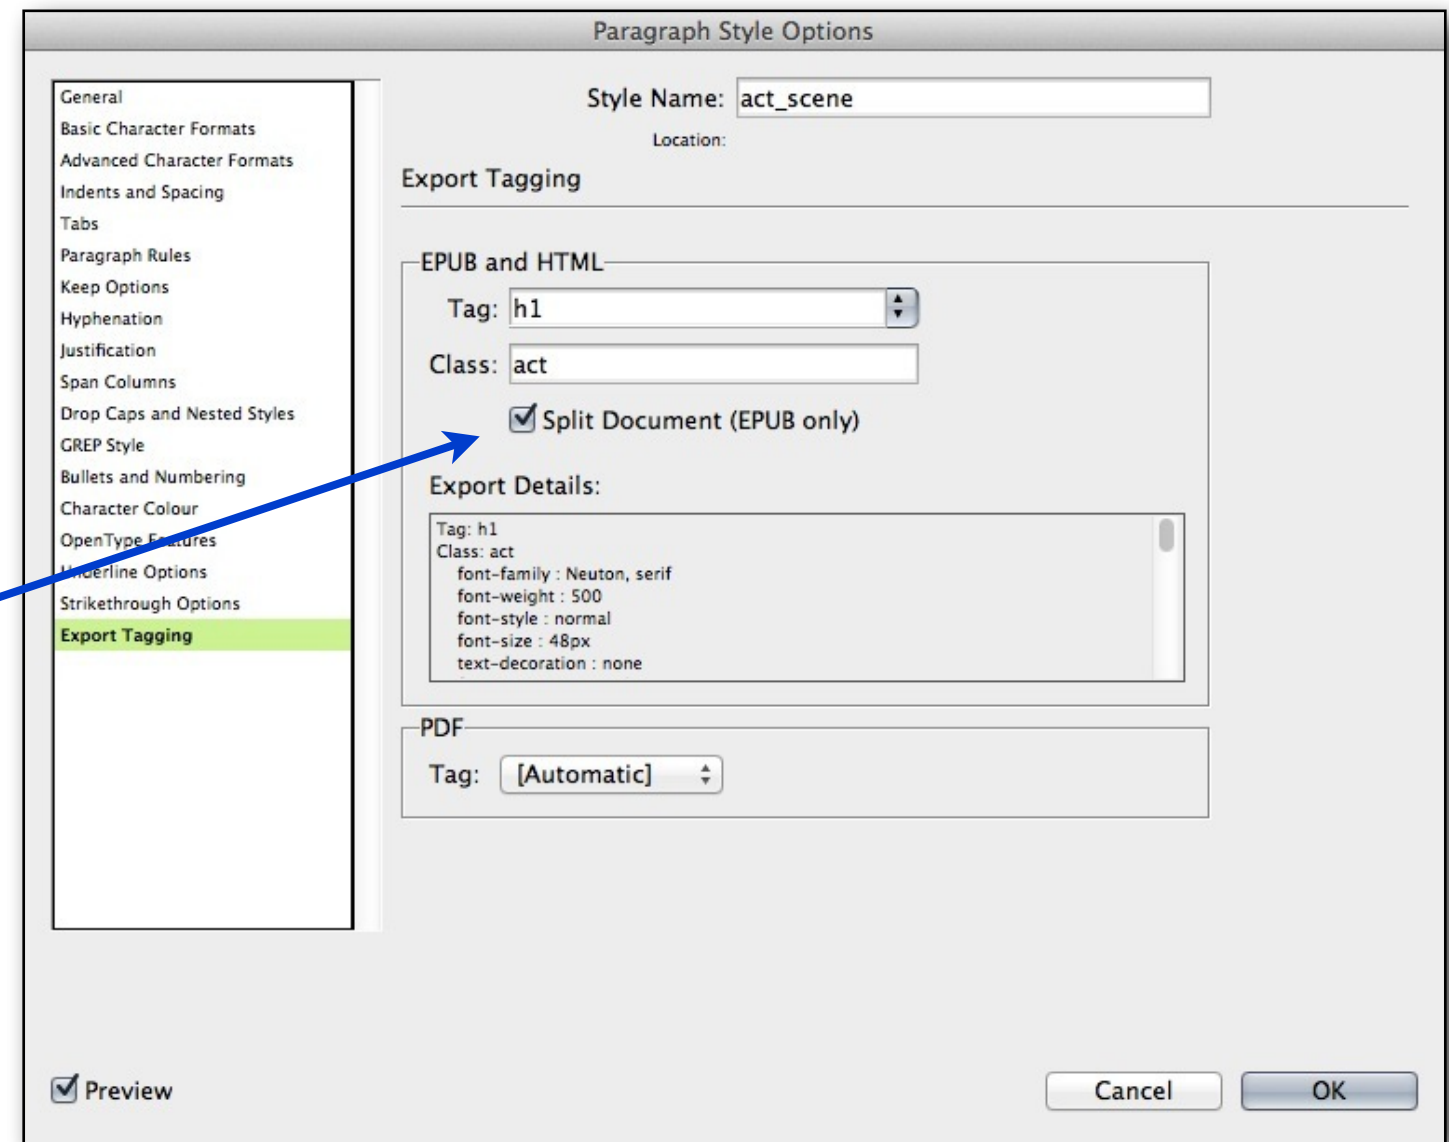 Paragraph Style Options
General
Basic Character Formats
Advanced Character Formats
Indents and Spacing
Tabs
Paragraph Rules
Keep Options
Hyphenation
Justification
Span Columns
Drop Caps and Nested Styles
GREP Style
Bullets and Numbering
Character Colour
OpenType Features
Underline Options
Strikethrough Options
Export Tagging
Style Name: act_scene
Location:
Export Tagging
EPUB and HTML
Tag: h1
Class: act
Split Document (EPUB only)
Export Details:
Tag: h1
Class: act
font-family : Neuton, serif
font-weight : 500
font-style : normal
font-size : 48px
text-decoration : none
PDF
Tag: [Automatic]
Preview
Cancel
OK